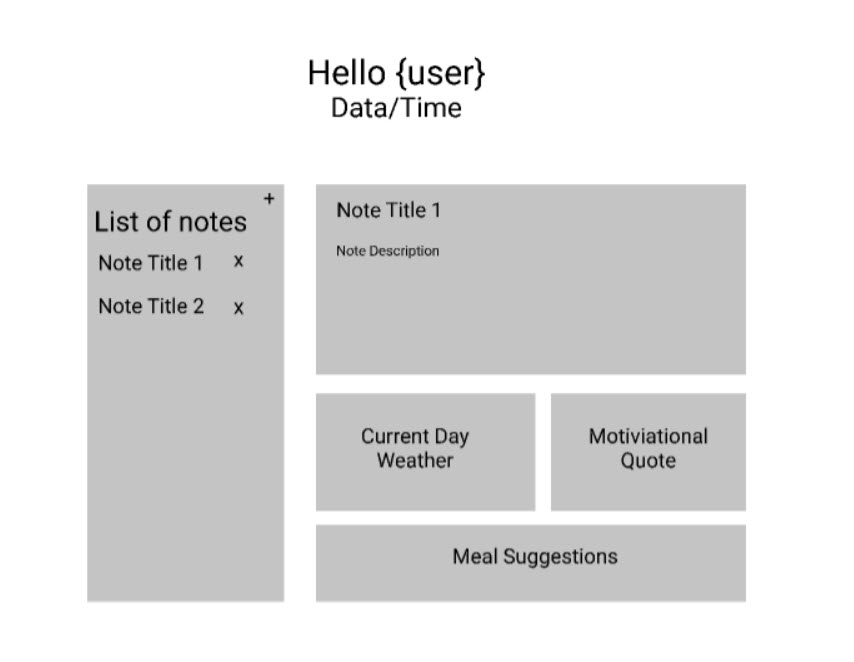 Hello {user}
Data/Time
+
List of notes
Note Title 1 x
Note Title 2 x
Note Title 1
Note Description
Current Day
Weather
Motiviational
Quote
Meal Suggestions